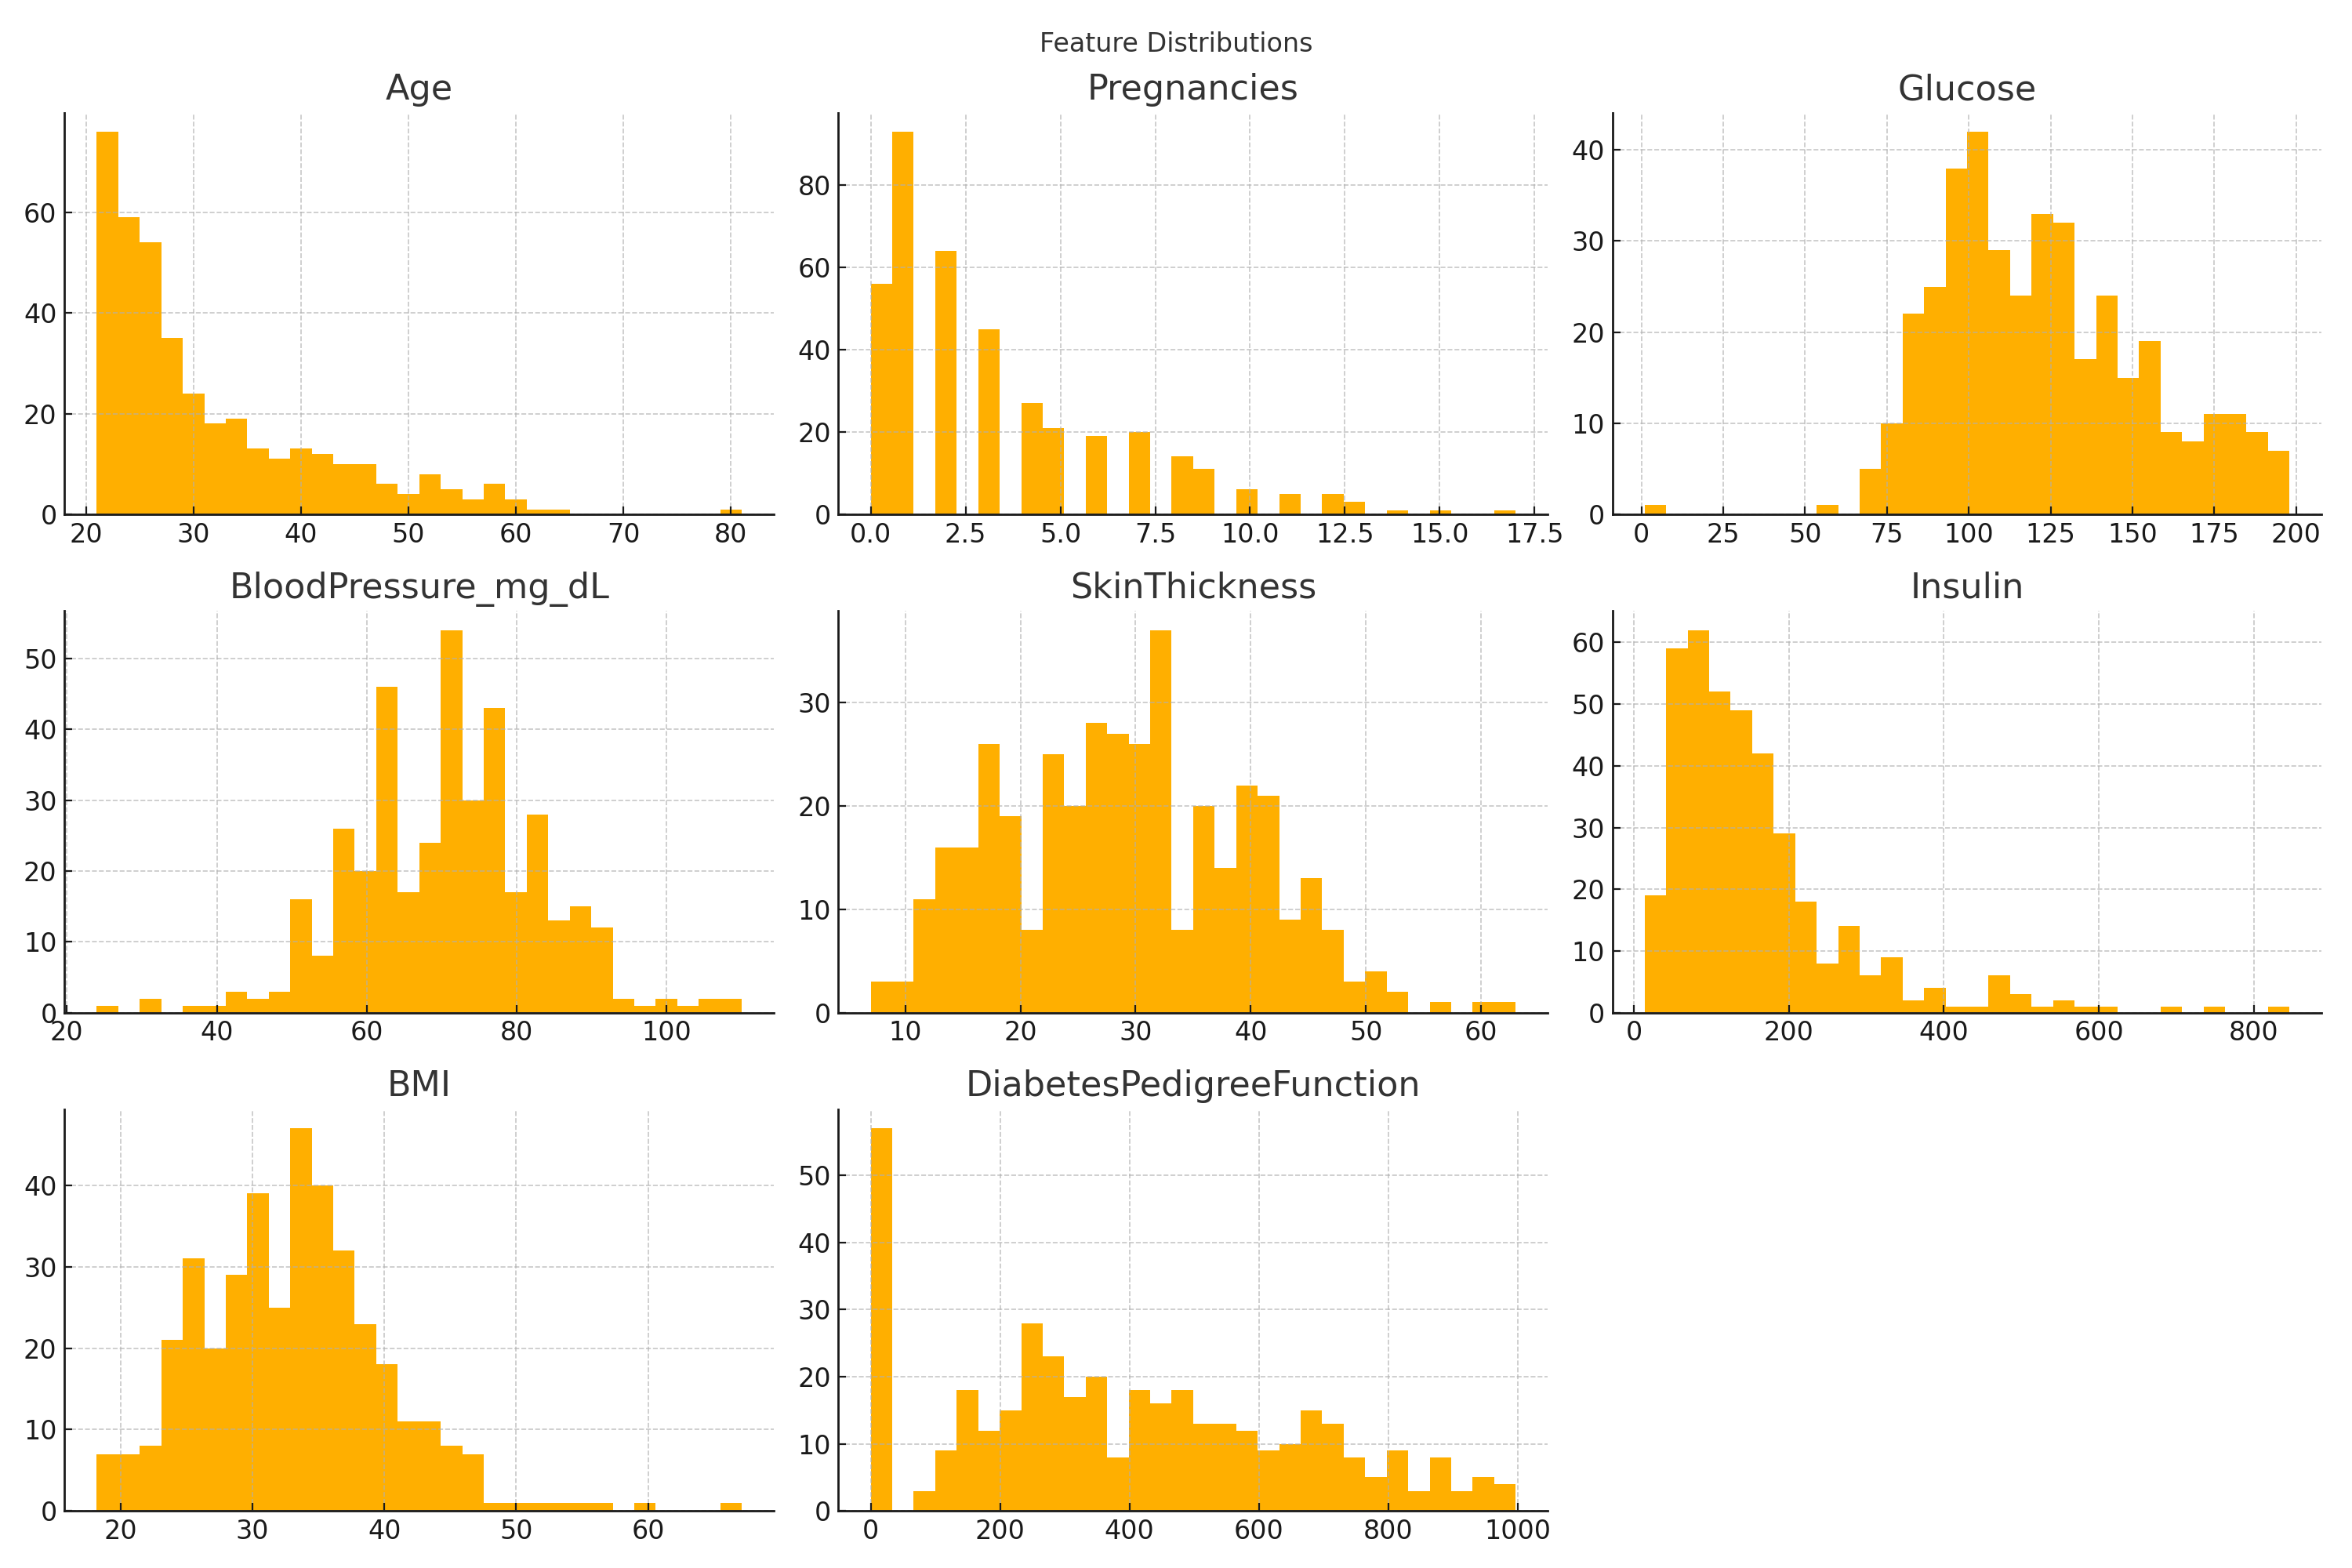 Feature Distributions
Age
Pregnancies
Glucose
60
40
20
0
20 30 40 50 60 70 80
80
60
40
20
0
0.0 2.5 5.0 7.5 10.0 12.5 15.0 17.5
40
30
20
10
0
0 25 50 75 100 125 150 175 200
BloodPressure_mg_dL
SkinThickness
Insulin
50
40
30
20
10
0
20 40 60 80 100
30
20
10
0
10 20 30 40 50 60
60
50
40
30
20
10
0
0 200 400 600 800
BMI
DiabetesPedigreeFunction
40
30
20
10
0
20 30 40 50 60
50
40
30
20
10
0
0 200 400 600 800 1000